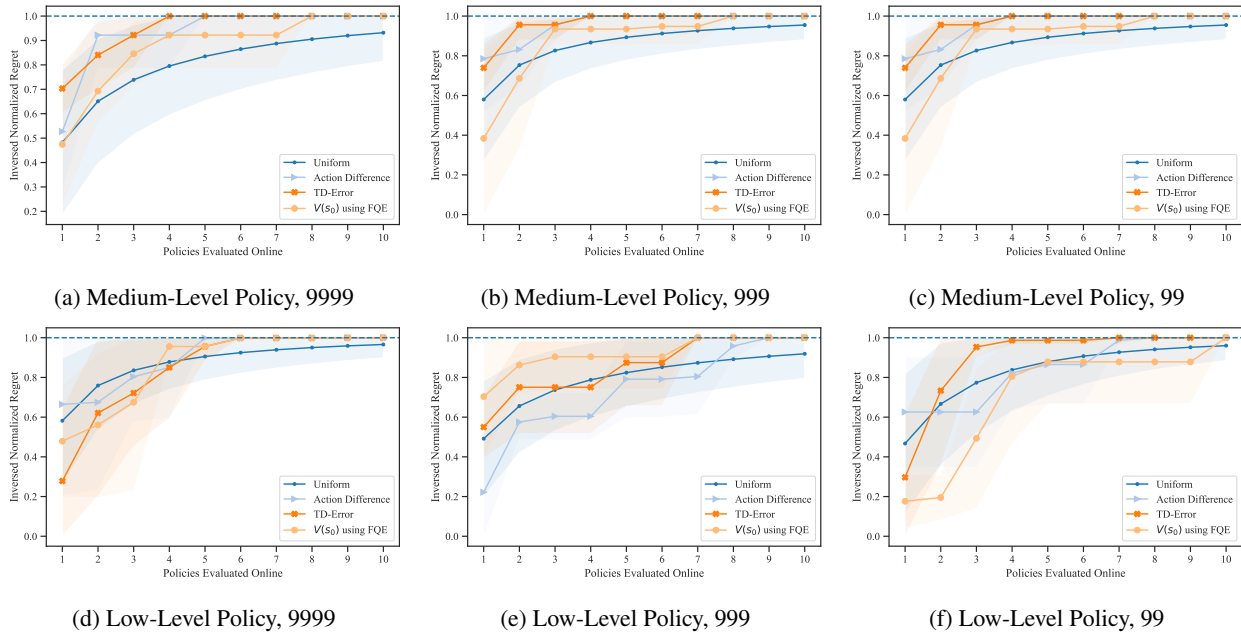 Inversed Normalized Regret
1.0
0.9
0.8
0.7
0.6
0.5
0.4
0.3
0.2
Uniform
Action Difference
TD-Error
V(s0) using FQE
1 2 3 4 5 6 7 8 9 10
Policies Evaluated Online
(a) Medium-Level Policy, 9999
Inversed Normalized Regret
1.0
0.8
0.6
0.4
0.2
0.0
Uniform
Action Difference
TD-Error
V(s0) using FQE
1 2 3 4 5 6 7 8 9 10
Policies Evaluated Online
(b) Medium-Level Policy, 999
Inversed Normalized Regret
1.0
0.8
0.6
0.4
0.2
0.0
Uniform
Action Difference
TD-Error
V(s0) using FQE
1 2 3 4 5 6 7 8 9 10
Policies Evaluated Online
(c) Medium-Level Policy, 99
Inversed Normalized Regret
1.0
0.8
0.6
0.4
0.2
0.0
Uniform
Action Difference
TD-Error
V(s0) using FQE
1 2 3 4 5 6 7 8 9 10
Policies Evaluated Online
(d) Low-Level Policy, 9999
Inversed Normalized Regret
1.0
0.8
0.6
0.4
0.2
0.0
Uniform
Action Difference
TD-Error
V(s0) using FQE
1 2 3 4 5 6 7 8 9 10
Policies Evaluated Online
(e) Low-Level Policy, 999
Inversed Normalized Regret
1.0
0.8
0.6
0.4
0.2
0.0
Uniform
Action Difference
TD-Error
V(s0) using FQE
1 2 3 4 5 6 7 8 9 10
Policies Evaluated Online
(f) Low-Level Policy, 99